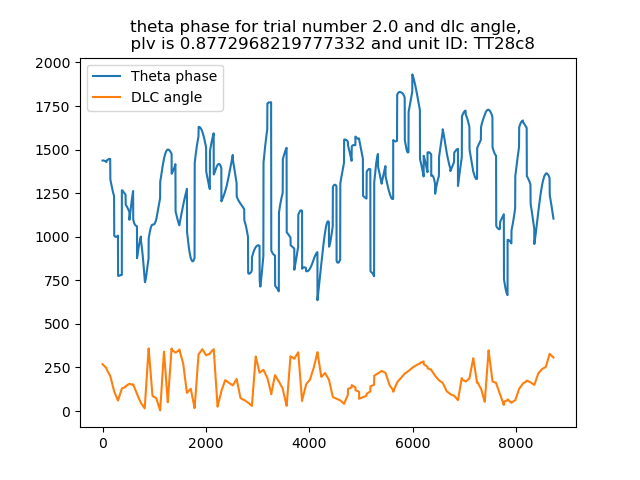 theta phase for trial number 2.0 and dlc angle,
plv is 0.8772968219777332 and unit ID: TT28c8
2000
1750
1500
1250
1000
750
500
250
0
Theta phase
DLC angle
0 2000 4000 6000 8000